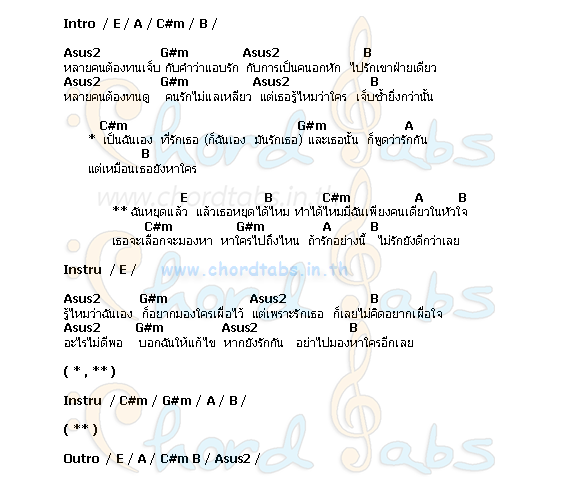 Intro / E / A / C#m / B /
Asus2 G#m Asus2 B
หลายคนต้องทนเจ็บ กับคำว่าแอบรัก กับการเป็นคนอกหัก ไปรักเขาฝ่ายเดียว
Asus2 G#m Asus2 B
หลายคนต้องทนดู คนรักไม่แลเหลียว แต่เธอรู้ไหมว่าใคร เจ็บช้ำยิ่งกว่านั้น
C#m G#m A
* เป็นฉันเอง ที่รักเธอ (ก็ฉันเอง มันรักเธอ) และเธอนั้น ก็พูดว่ารักกัน
B
แต่เหมือนเธอยังหาใคร
www.chordtabs.in.th
E B C#m A B
** ฉันหยุดแล้ว แล้วเธอหยุดได้ไหม ทำได้ไหมมีฉันเพียงคนเดียวในหัวใจ
C#m G#m A B
เธอจะเลือกจะมองหา หาใครไปถึงไหน ถ้ารักอย่างนี้ ไม่รักยังดีกว่าเลย
Instru / E /
www.chordtabs.in.th
Asus2 G#m Asus2 B
รู้ไหมว่าฉันเอง ก็อยากมองใครเผื่อไว้ แต่เพราะรักเธอ ก็เลยไม่คิดอยากเผื่อใจ
Asus2 G#m Asus2 B
อะไรไม่ดีพอ บอกฉันให้แก้ไข หากยังรักกัน อย่าไปมองหาใครอีกเลย
( * , ** )
Instru / C#m / G#m / A / B /
( ** )
Outro / E / A / C#m B / Asus2 /
Chord Tabs
Chord Tabs